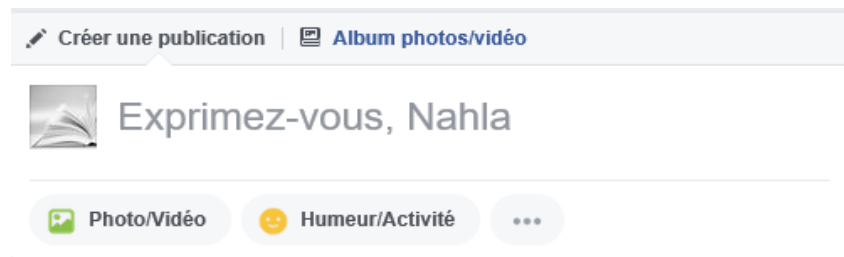 Créer une publication | Album photos/vidéo
Exprimez-vous, Nahla
Photo/Vidéo Humeur/Activité ...